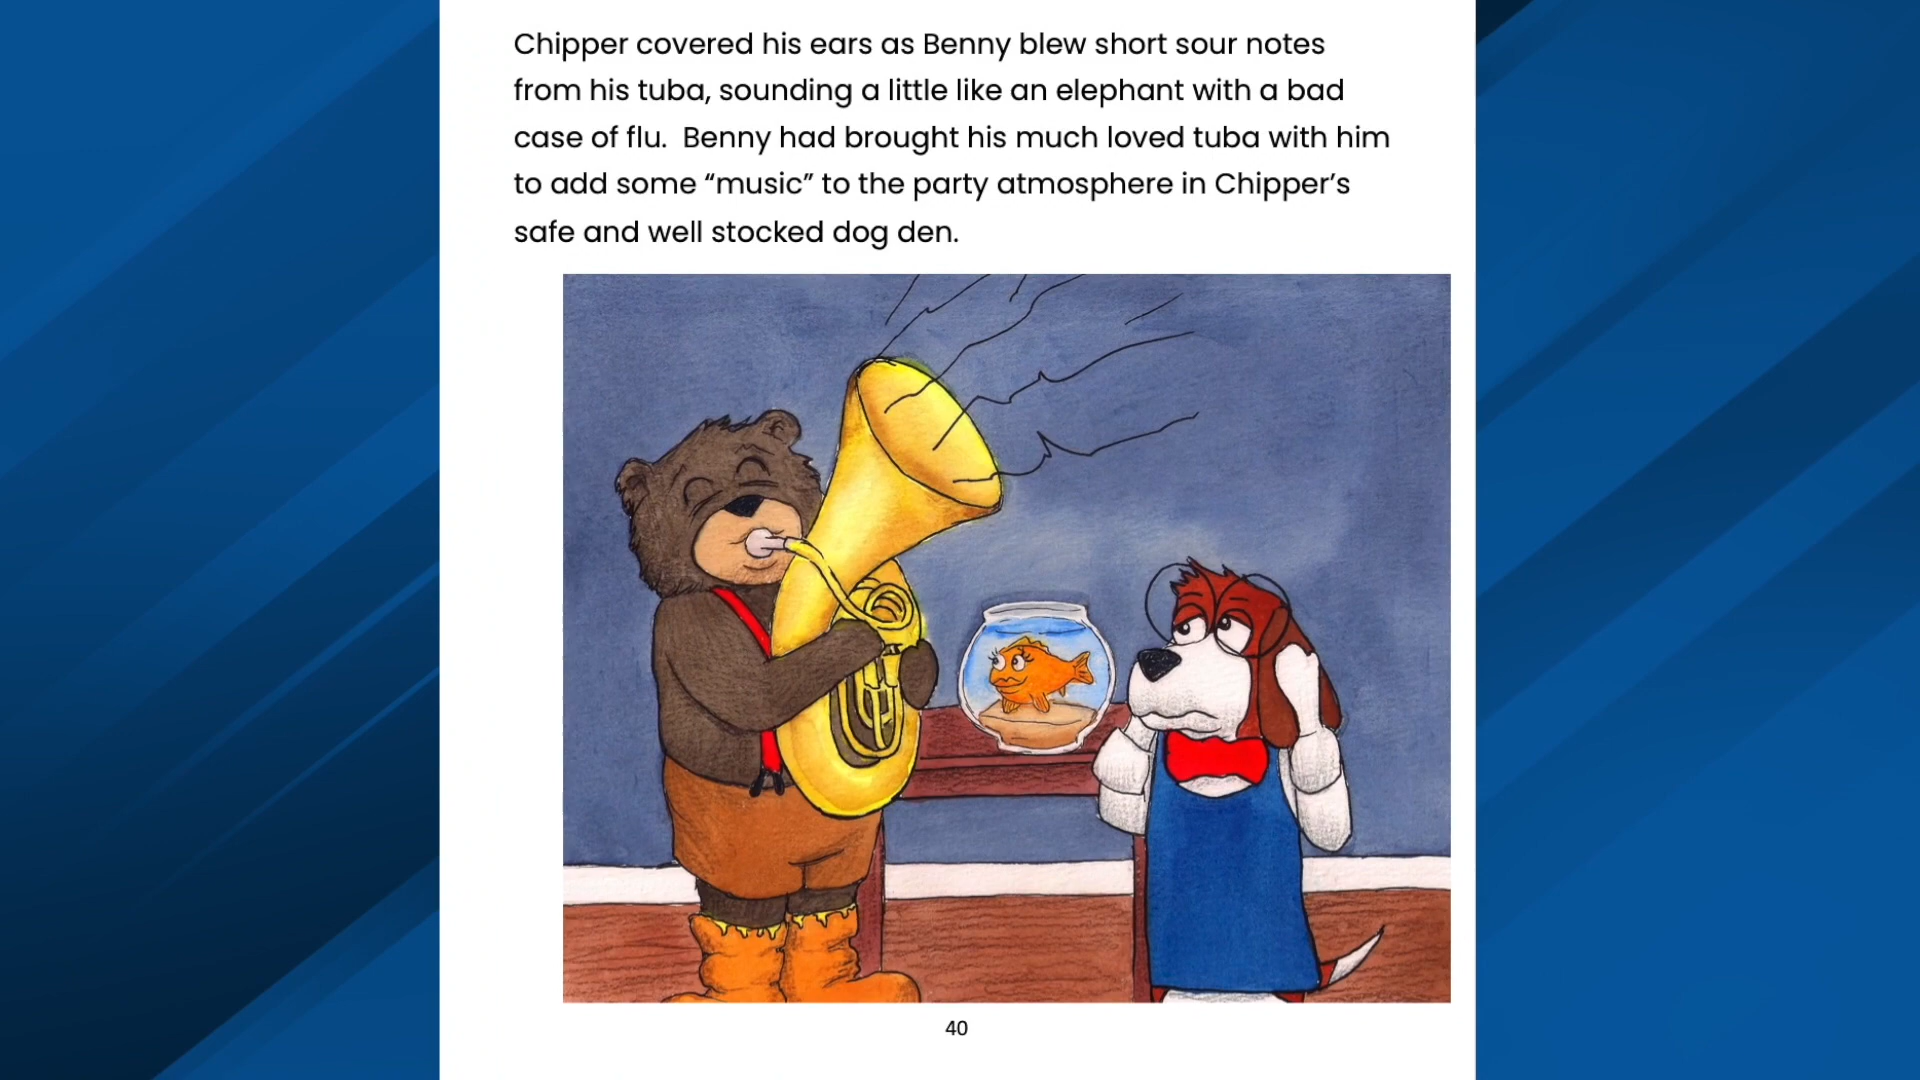 Chipper covered his ears as Benny blew short sour notes
from his tuba, sounding a little like an elephant with a bad
case of flu.  Benny had brought his much loved tuba with him
to add some “music” to the party atmosphere in Chipper’s
safe and well stocked dog den.
40